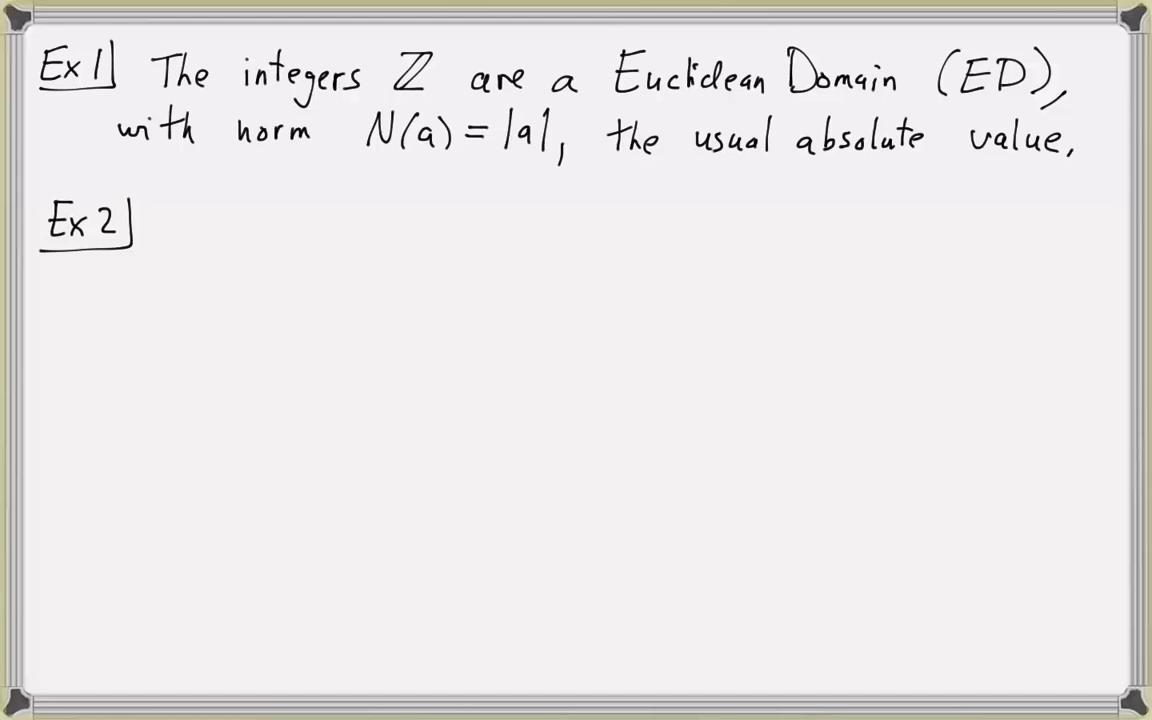 Ex 1 The integers ℤ are a Euclidean Domain (ED),
with norm N(a) = |a|, the usual absolute value.
Ex 2